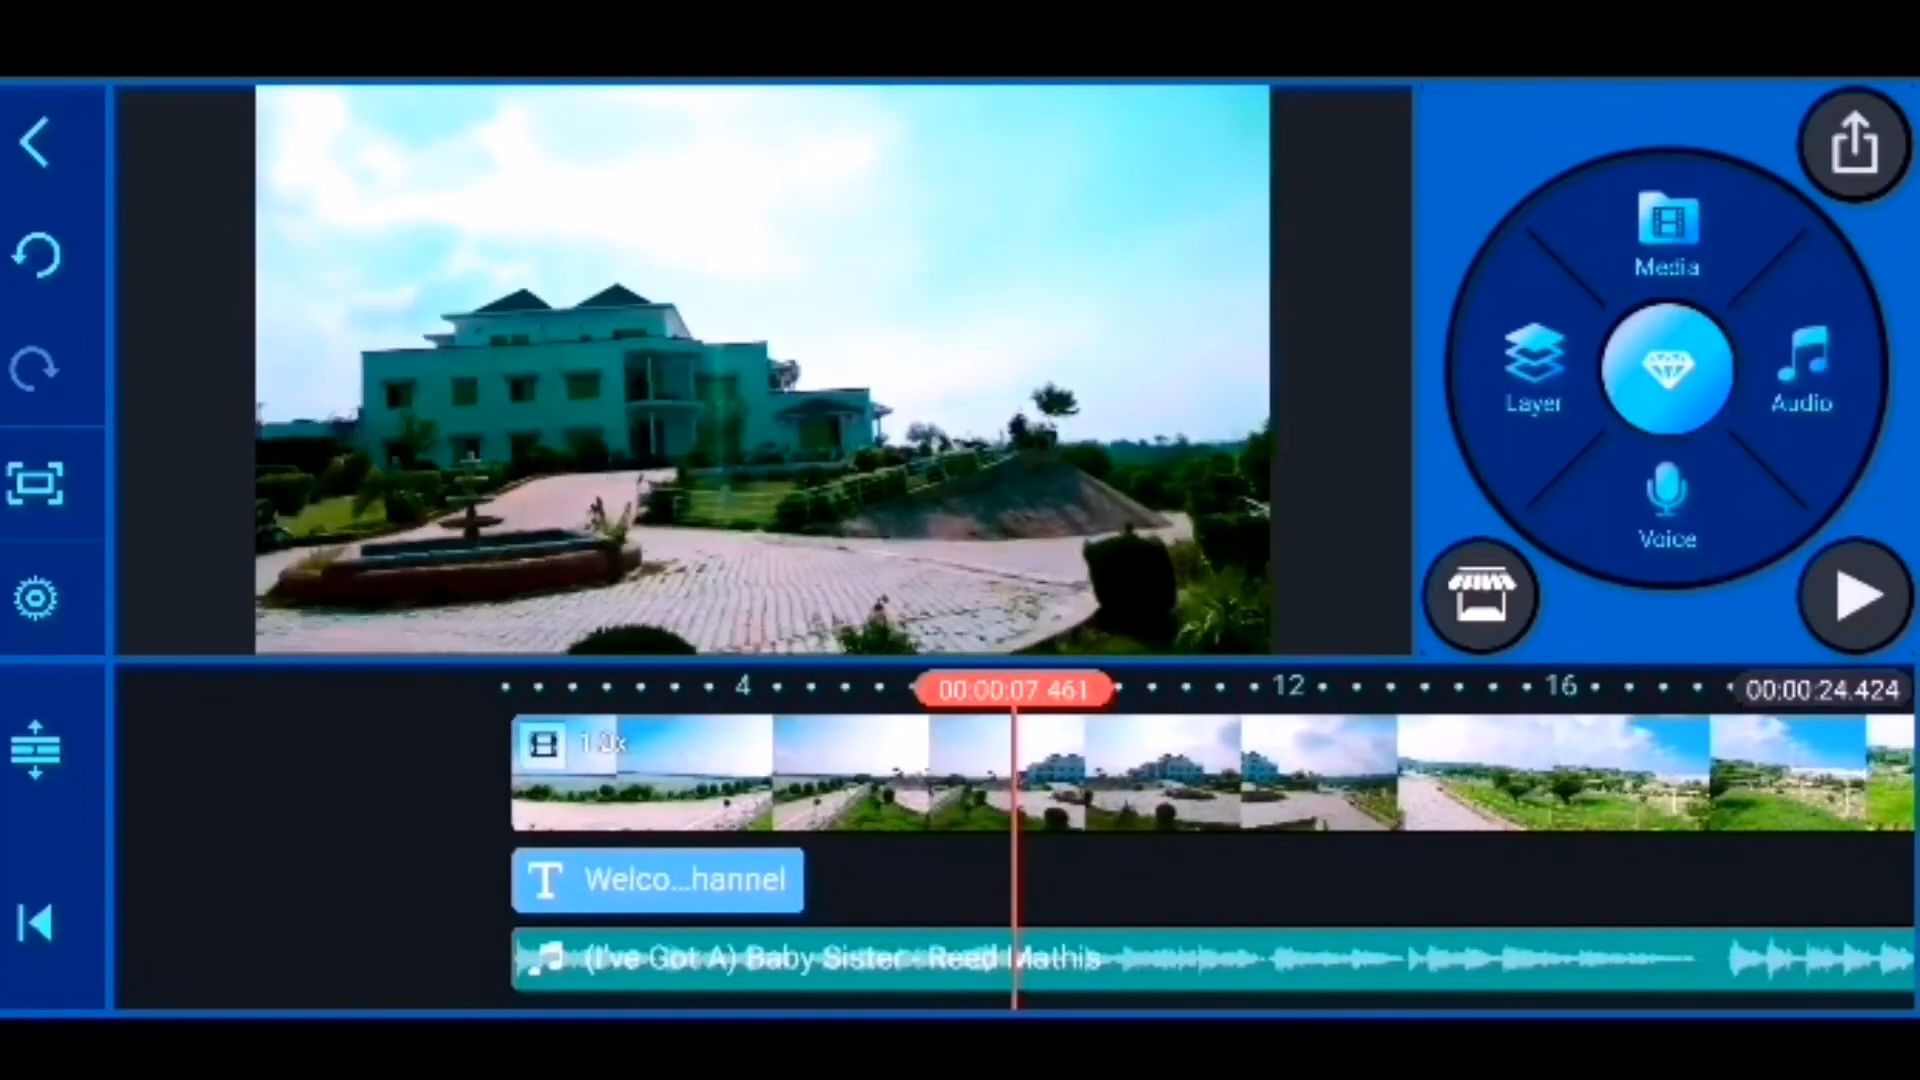 Media
Layer
Audio
Voice
4
00:00:07.461
12
16
00:00:24.424
1.0x
T Welco...hannel
(I've Got A) Baby Sister - Reed Mathis